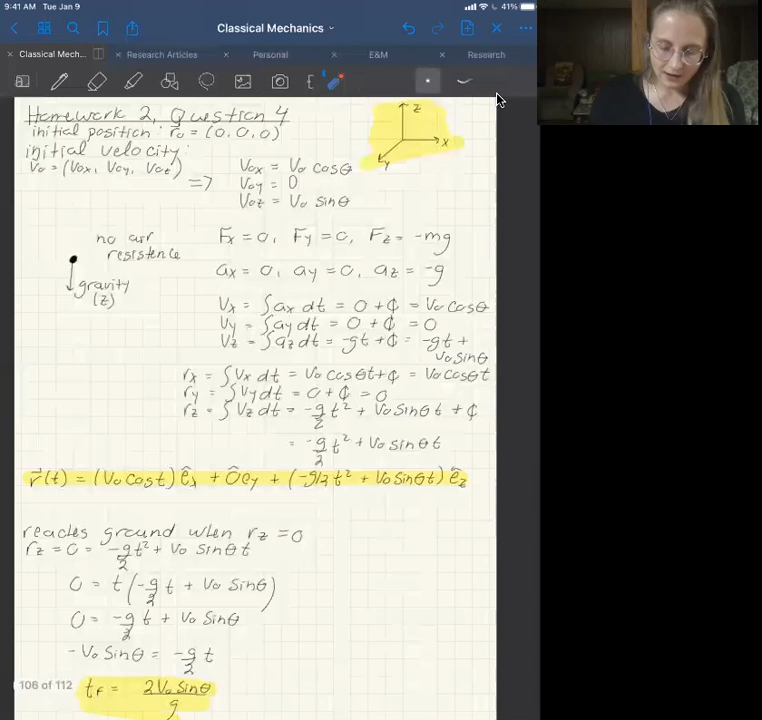 9:41 AM Tue Jan 9
41%
Classical Mechanics
Classical Mech...
Research Articles
Personal
E&M
Research
Homework 2, Question 4
initial position: r₀ = (0,0,0)
initial velocity:
v₀ = (v₀x, v₀y, v₀z)
=>
v₀x = v₀ cosθ
v₀y = 0
v₀z = v₀ sinθ
z
x
y
no air
resistence
gravity
(z)
Fx = 0, Fy = 0, Fz = -mg
ax = 0, ay = 0, az = -g
Vx = ∫ax dt = 0 + ¢ = v₀ cosθ
Vy = ∫ay dt = 0 + ¢ = 0
Vz = ∫az dt = -gt + ¢ = -gt +
v₀ sinθ
rx = ∫Vx dt = v₀ cosθt + ¢ = v₀ cosθt
ry = ∫Vy dt = 0 + ¢ = 0
rz = ∫Vz dt = -g/2 t² + v₀ sinθ t + ¢
= -g/2 t² + v₀ sinθ t
r⃗(t) = (v₀ cos t) êx + 0̂ey + (-g/2 t² + v₀ sinθ t) êz
reaches ground when rz = 0
rz = 0 = -g/2 t² + v₀ sinθ t
0 = t(-g/2 t + v₀ sinθ)
0 = -g/2 t + v₀ sinθ
-v₀ sinθ = -g/2 t
106 of 112
tF = 2v₀ sinθ/g